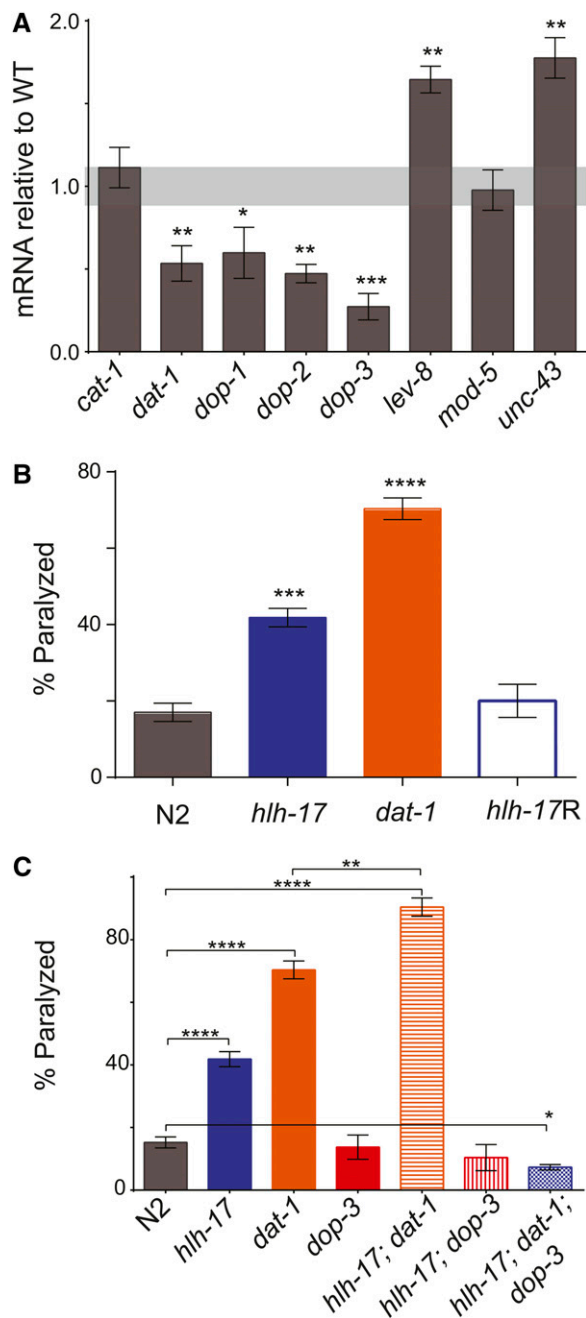 A
mRNA relative to WT
2.0
1.0
0.0
** * ** *** ** **
cat-1 dat-1 dop-1 dop-2 dop-3 lev-8 mod-5 unc-43
B
% Paralyzed
80
40
0
*** ****
N2 hlh-17 dat-1 hlh-17R
C
% Paralyzed
80
40
0
**
****
****
****
*
N2 hlh-17 dat-1 dop-3 hlh-17; dat-1 hlh-17; dop-3 hlh-17; dat-1;
dop-3